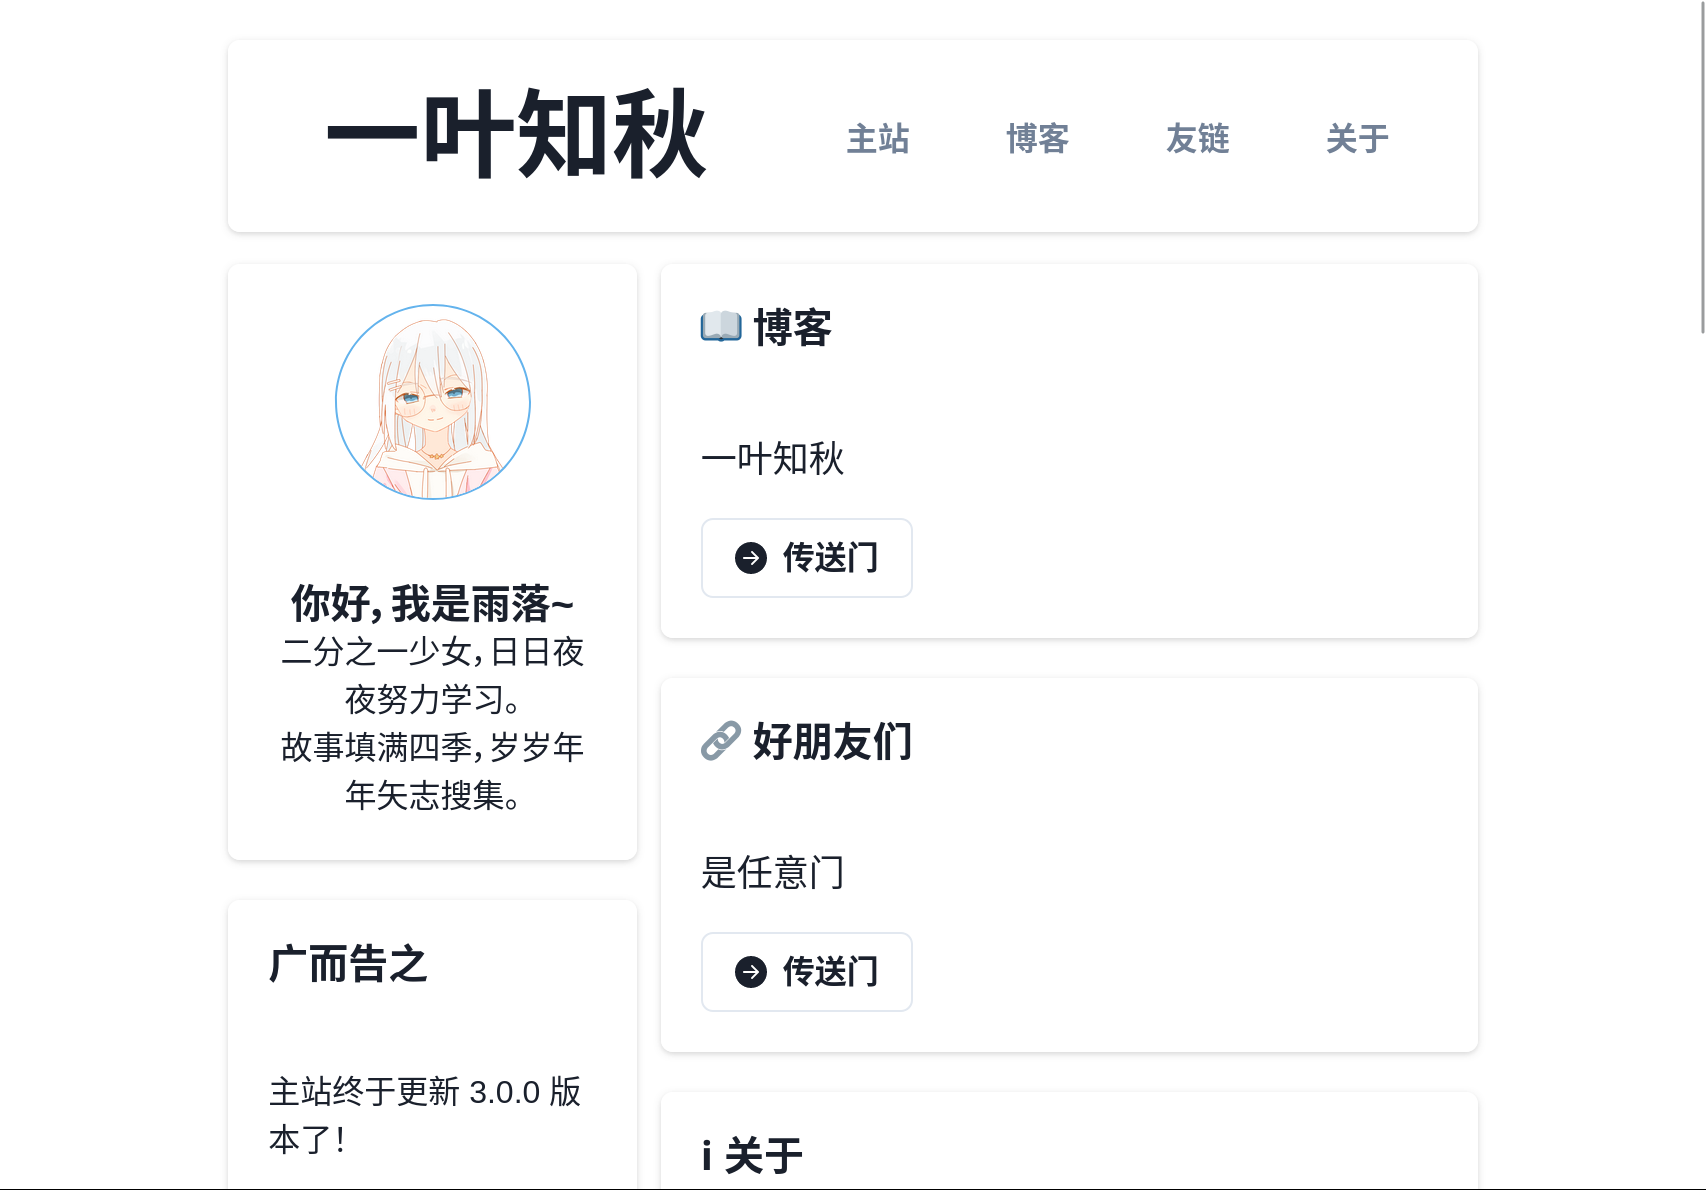 一叶知秋
主站 博客 友链 关于
你好，我是雨落~
二分之一少女，日日夜
夜努力学习。
故事填满四季，岁岁年
年矢志搜集。
广而告之
主站终于更新 3.0.0 版
本了！
📖 博客
一叶知秋
传送门
🔗 好朋友们
是任意门
传送门
i 关于